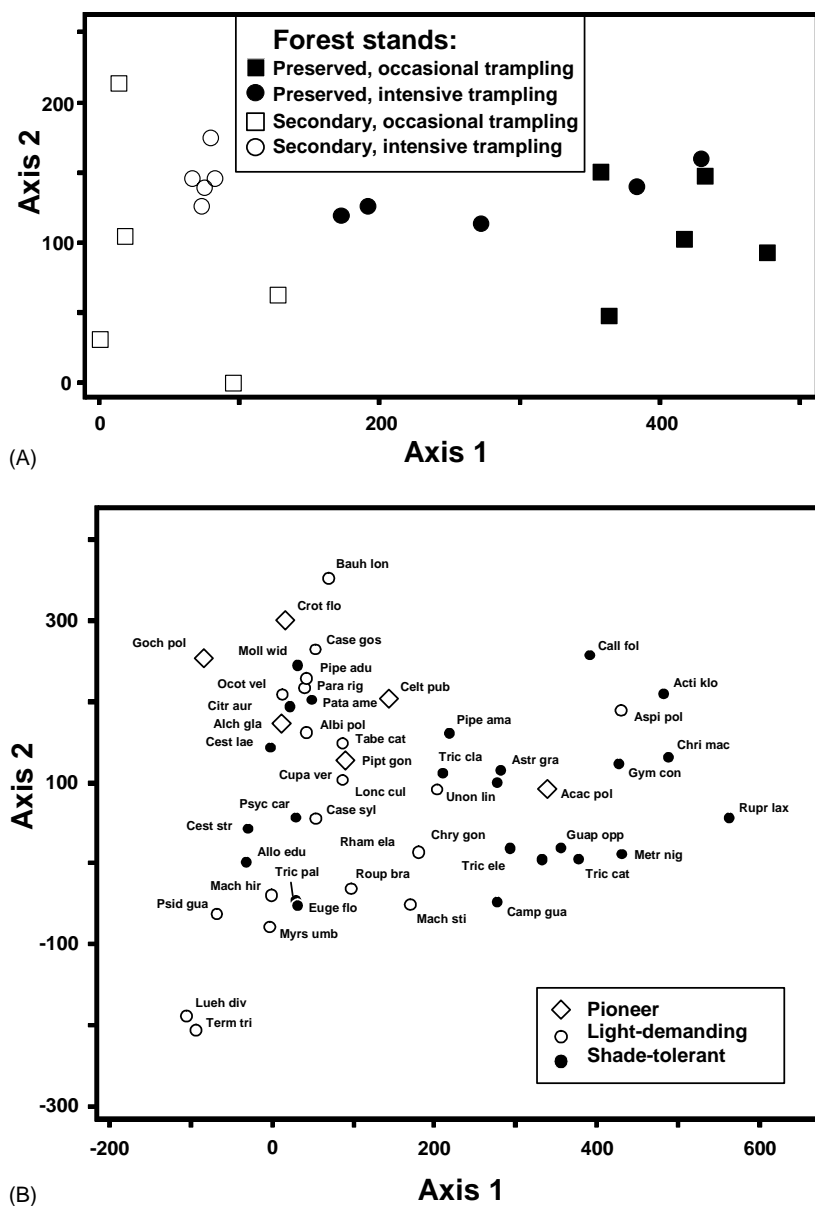 Forest stands:
Preserved, occasional trampling
Preserved, intensive trampling
Secondary, occasional trampling
Secondary, intensive trampling
200
100
0
Axis 2
0
200
400
Axis 1
(A)
Bauh lon
Crot flo
Goch pol
Case gos
Moll wid
Pipe adu
Call fol
Ocot vel
Para rig
Celt pub
Acti klo
Citr aur
Pata ame
Aspi pol
Alch gla
Albi pol
Pipe ama
Cest lae
Tabe cat
Chri mac
Tric cla
Astr gra
Pipt gon
Gym con
Cupa ver
Lonc cul
Unon lin
Acac pol
Rupr lax
Psyc car
Case syl
Cest str
Rham ela
Chry gon
Guap opp
Allo edu
Tric ele
Metr nig
Tric pal
Roup bra
Tric cat
Mach hir
Psid gua
Euge flo
Mach sti
Camp gua
Myrs umb
Lueh div
Term tri
Pioneer
Light-demanding
Shade-tolerant
300
100
-100
-300
Axis 2
-200
0
200
400
600
Axis 1
(B)